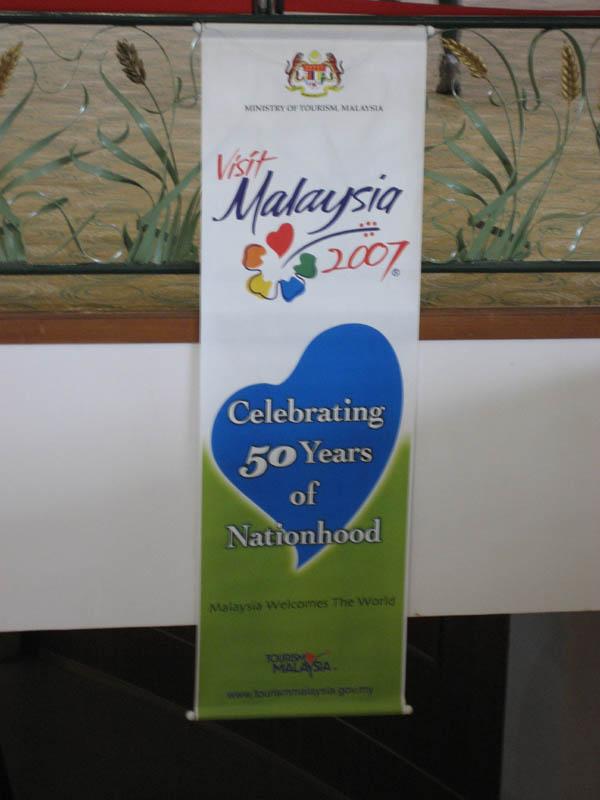 MINISTRY OF TOURISM, MALAYSIA
Visit
Malaysia
2007
®
Celebrating
50 Years
of
Nationhood
Malaysia Welcomes The World
TOURISM
MALAYSIA
www.tourismmalaysia.gov.my